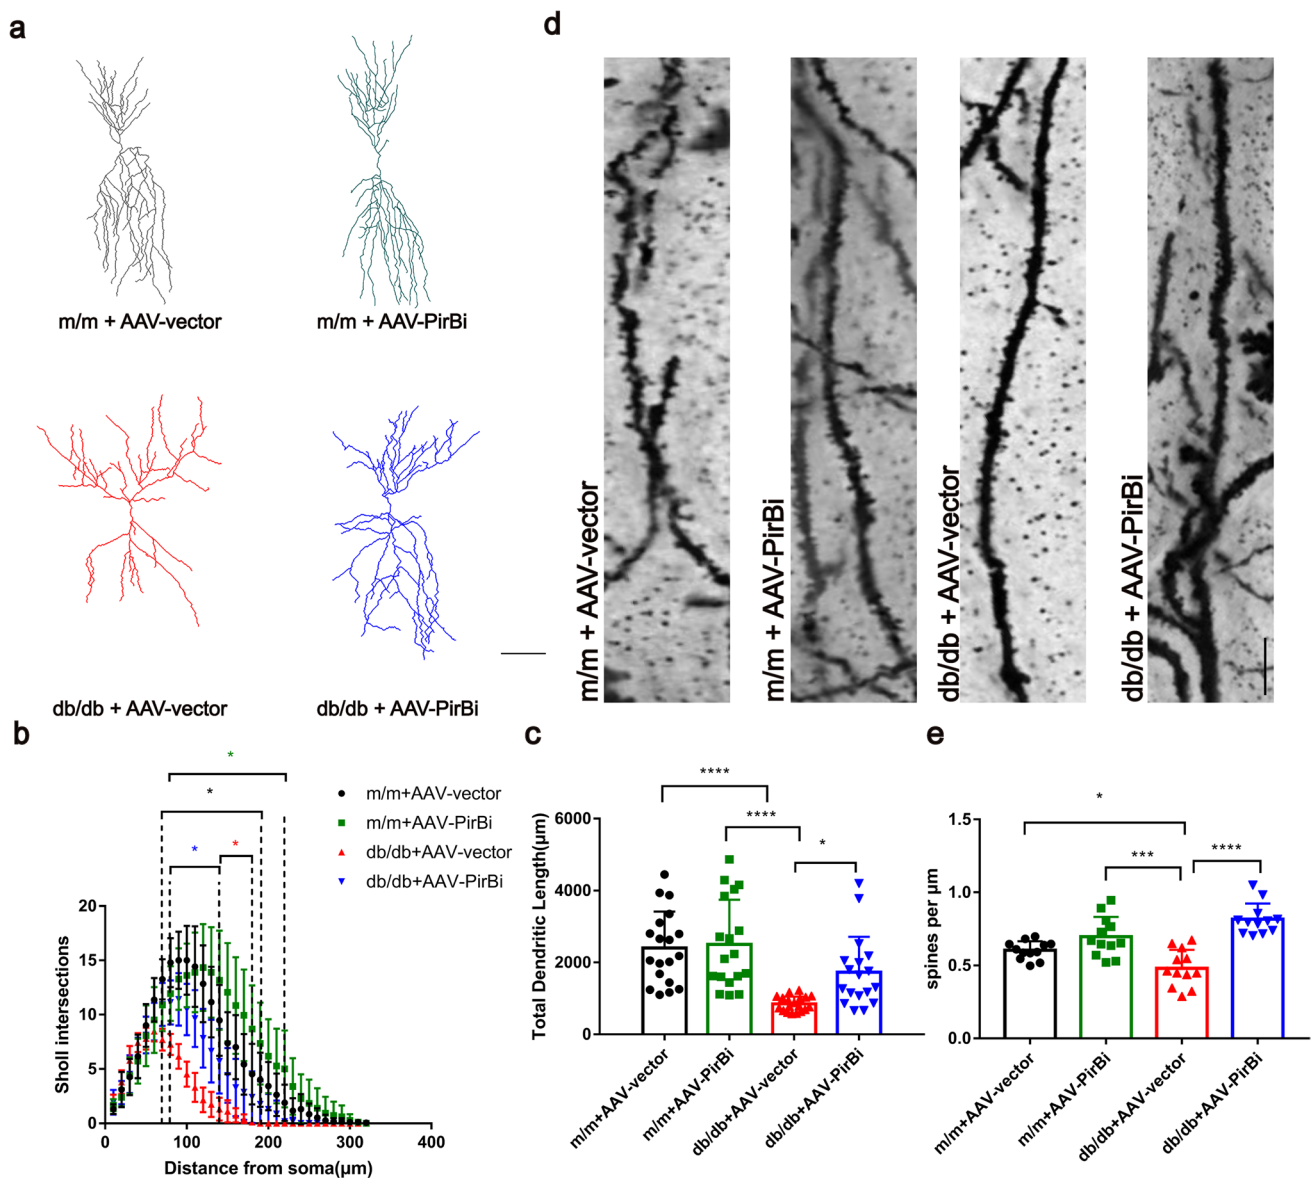 a
m/m + AAV-vector
m/m + AAV-PirBi
db/db + AAV-vector
db/db + AAV-PirBi
d
m/m + AAV-vector
m/m + AAV-PirBi
db/db + AAV-vector
db/db + AAV-PirBi
b
*
*
*
*
m/m+AAV-vector
m/m+AAV-PirBi
db/db+AAV-vector
db/db+AAV-PirBi
Sholl intersections
20
15
10
5
0
0
100
200
300
400
Distance from soma(μm)
c
****
****
*
Total Dendritic Length(μm)
6000
4000
2000
0
m/m+AAV-vector
m/m+AAV-PirBi
db/db+AAV-vector
db/db+AAV-PirBi
e
*
***
****
spines per μm
1.5
1.0
0.5
0.0
m/m+AAV-vector
m/m+AAV-PirBi
db/db+AAV-vector
db/db+AAV-PirBi